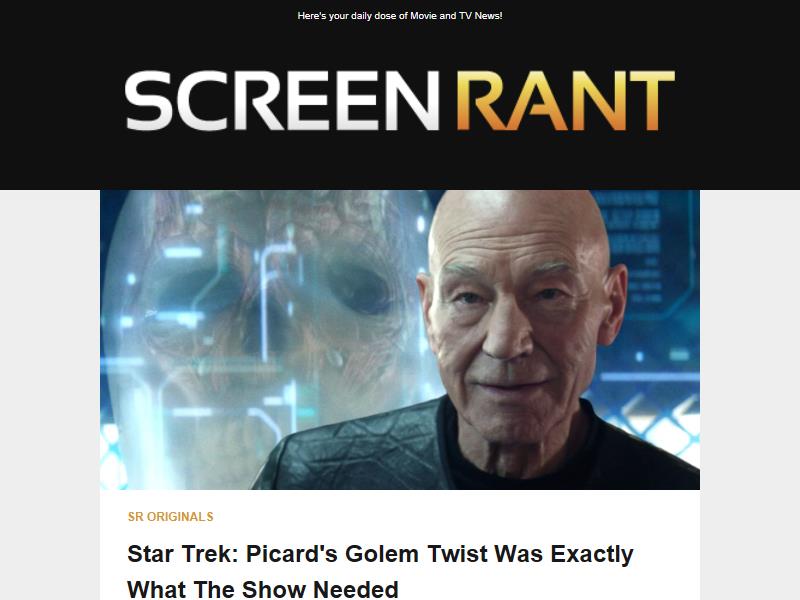 Here's your daily dose of Movie and TV News!
SCREEN RANT
SR ORIGINALS
Star Trek: Picard's Golem Twist Was Exactly
What The Show Needed